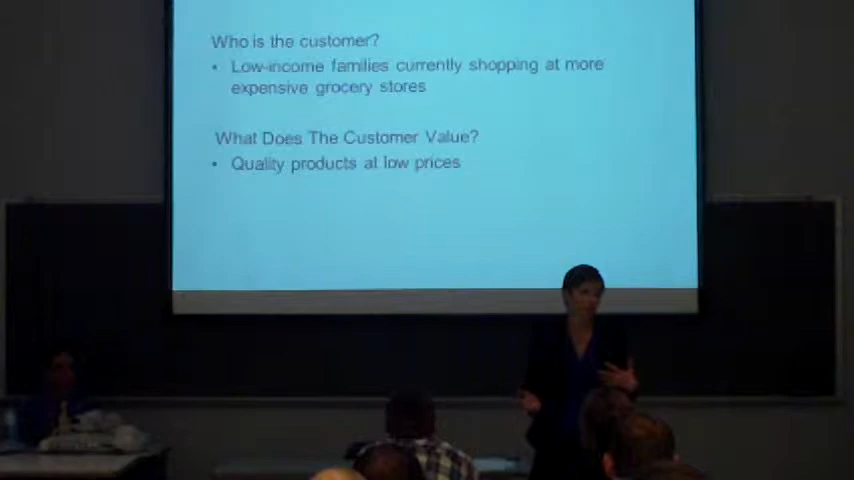 Who is the customer?
• Low-income families currently shopping at more
expensive grocery stores
What Does The Customer Value?
• Quality products at low prices